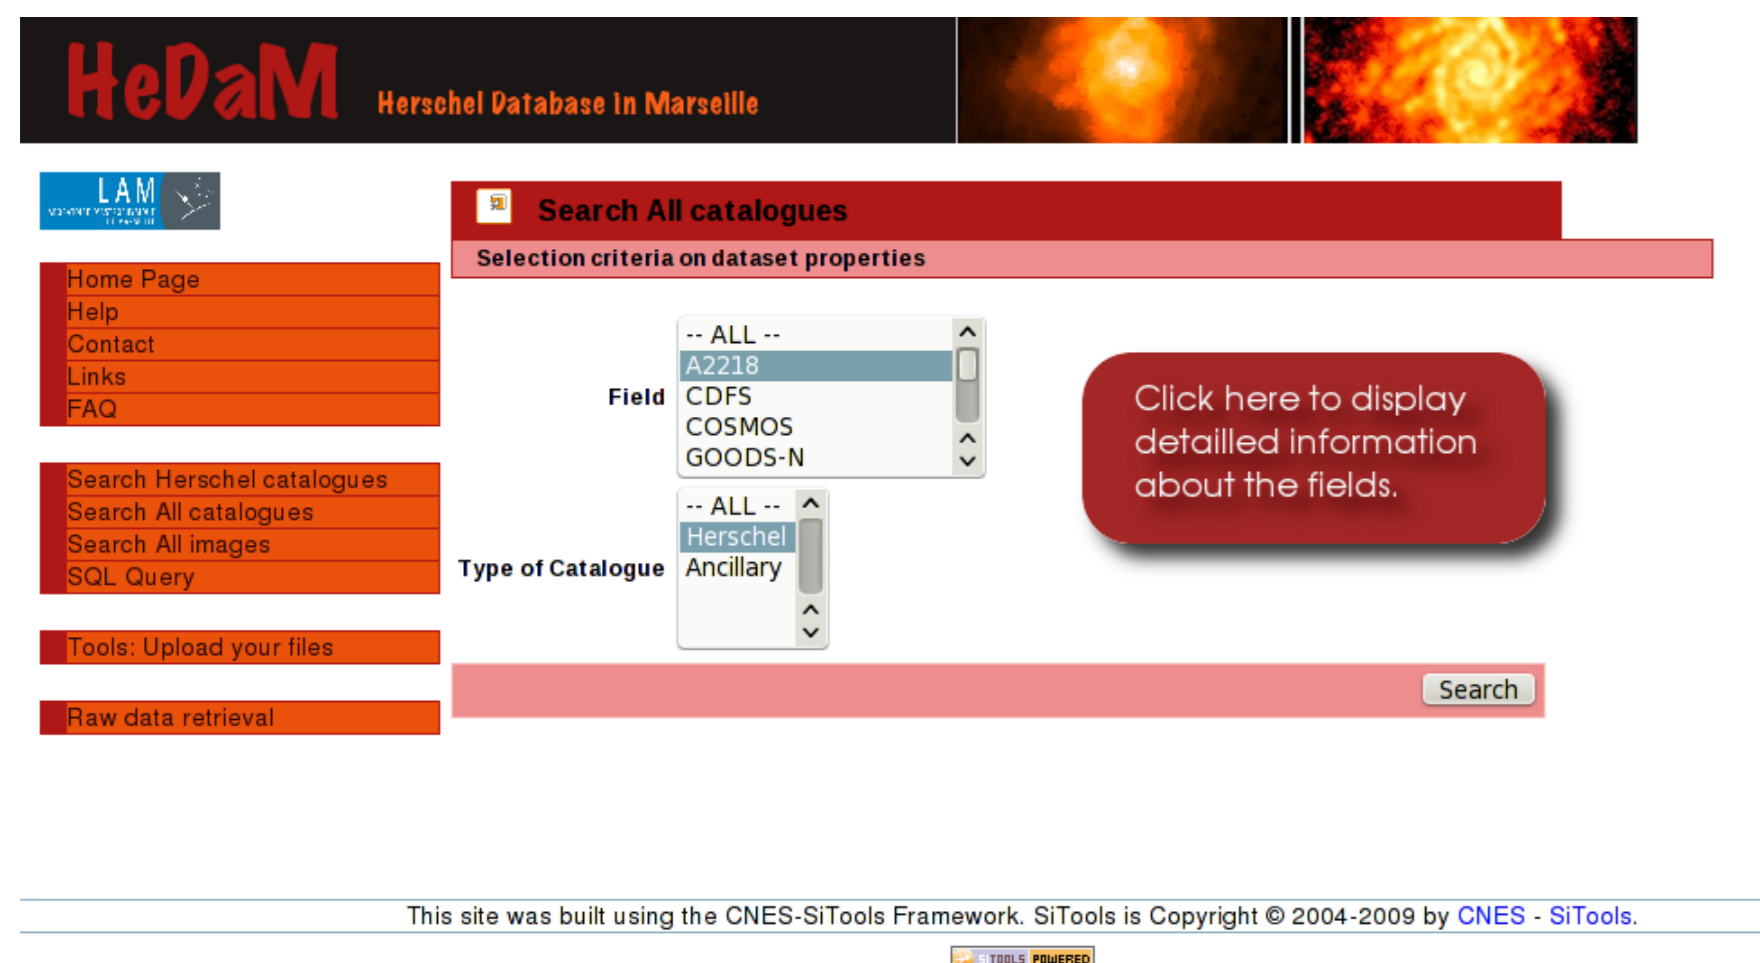 HeDaM
Herschel Database in Marseille
LAM
Search All catalogues
Selection criteria on dataset properties
Home Page
Help
Contact
Links
FAQ
Search Herschel catalogues
Search All catalogues
Search All images
SQL Query
Tools: Upload your files
Raw data retrieval
Field
-- ALL --
A2218
CDFS
COSMOS
GOODS-N
Type of Catalogue
-- ALL --
Herschel
Ancillary
Click here to display
detailled information
about the fields.
Search
This site was built using the CNES-SiTools Framework. SiTools is Copyright © 2004-2009 by CNES - SiTools.
SITOOLS POWERED